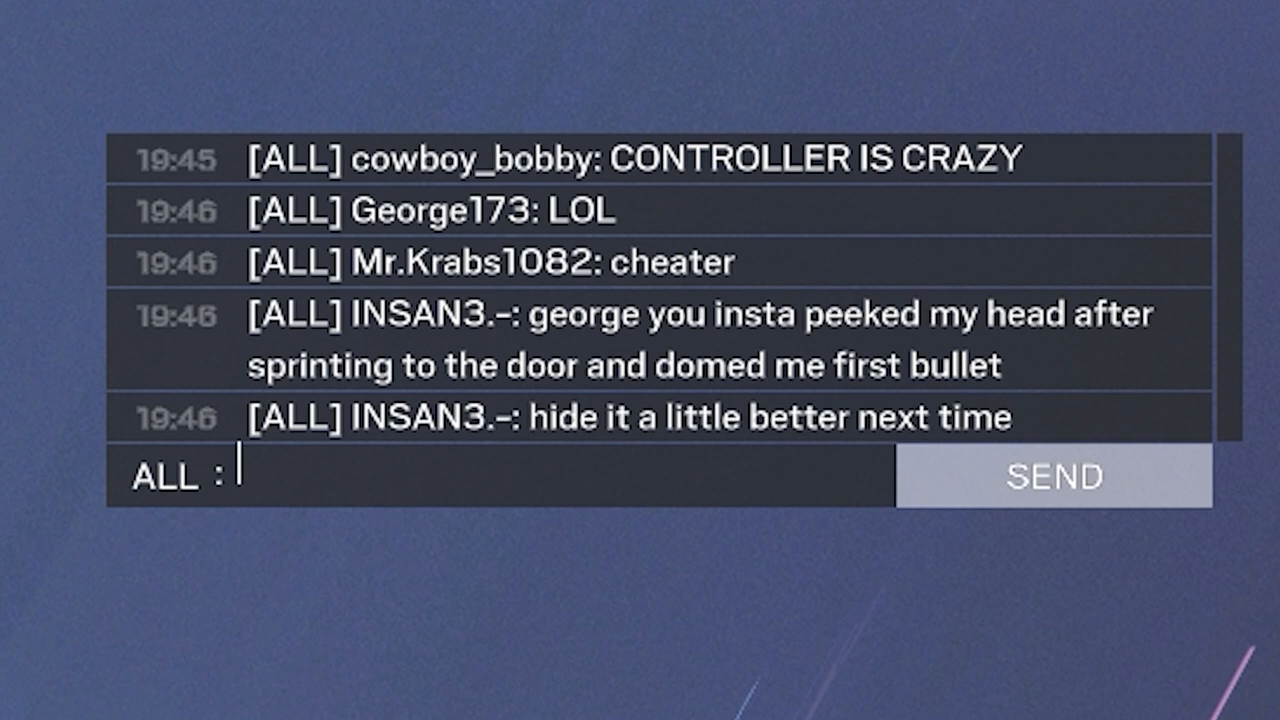 19:45 [ALL] cowboy_bobby: CONTROLLER IS CRAZY
19:46 [ALL] George173: LOL
19:46 [ALL] Mr.Krabs1082: cheater
19:46 [ALL] INSAN3.-: george you insta peeked my head after
sprinting to the door and domed me first bullet
19:46 [ALL] INSAN3.-: hide it a little better next time
ALL : SEND